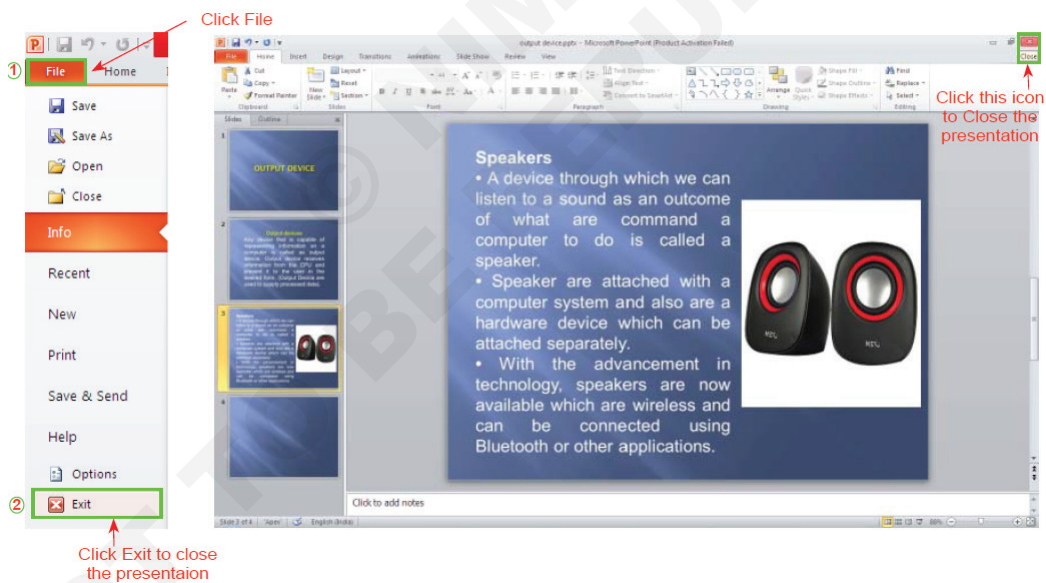 Click File
1
File Home
Save
Save As
Open
Close
Info
Recent
New
Print
Save & Send
Help
Options
2
Exit
Click Exit to close
the presentaion
output device.pptx - Microsoft PowerPoint (Product Activation Failed)
File Home Insert Design Transitions Animations Slide Show Review View
Paste
Cut
Copy
Format Painter
Clipboard
New
Slide
Layout
Reset
Section
Slides
Font
Text Direction
Align Text
Convert to SmartArt
Paragraph
Arrange
Quick
Styles
Shape Fill
Shape Outline
Shape Effects
Drawing
Find
Replace
Select
Editing
Close
Click this icon
to Close the
presentation
Slides Outline
1
OUTPUT DEVICE
2
Output devices
3
Speakers
4
Speakers
• A device through which we can
listen to a sound as an outcome
of what are command a
computer to do is called a
speaker.
• Speaker are attached with a
computer system and also are a
hardware device which can be
attached separately.
• With the advancement in
technology, speakers are now
available which are wireless and
can be connected using
Bluetooth or other applications.
Click to add notes
Slide 3 of 4 "Apex" English (India)
88%